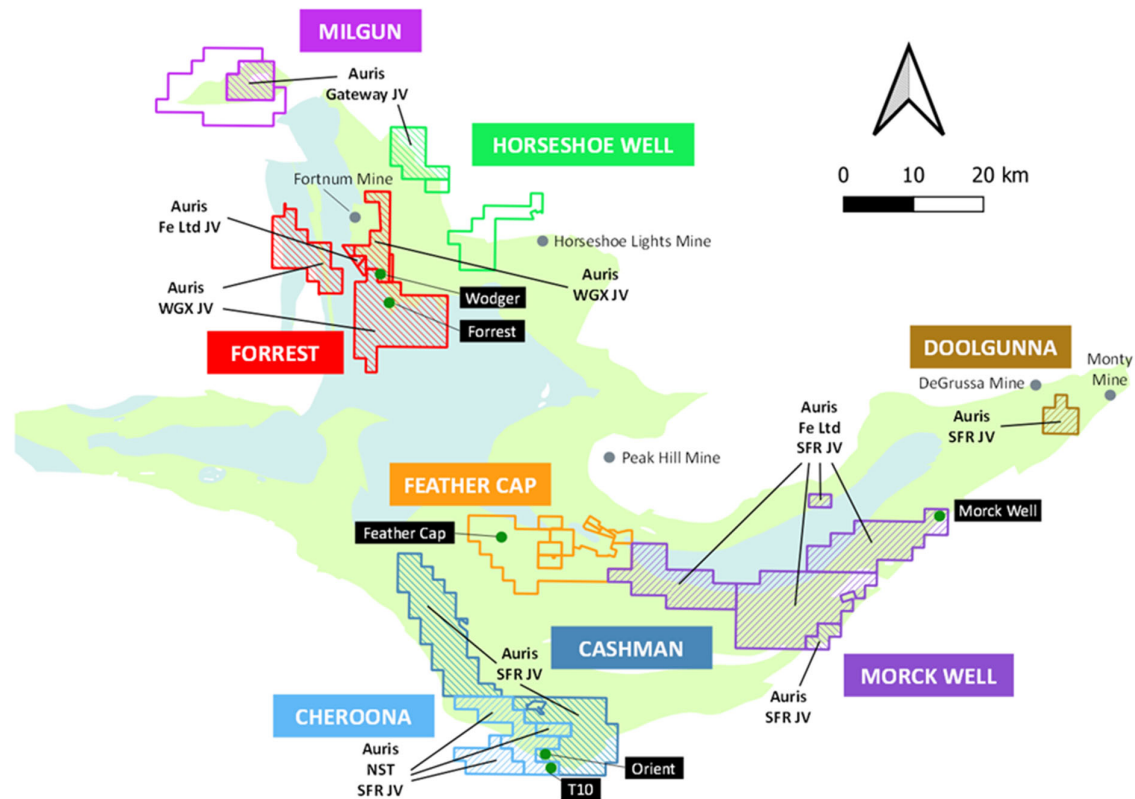 MILGUN
Auris
Gateway JV
HORSESHOE WELL
0 10 20 km
Fortnum Mine
Auris
Fe Ltd JV
Horseshoe Lights Mine
Auris
WGX JV
Auris
WGX JV
Wodger
Forrest
FORREST
DOOLGUNNA
Monty
Mine
DeGrussa Mine
Auris
Fe Ltd
SFR JV
Auris
SFR JV
Peak Hill Mine
FEATHER CAP
Feather Cap
Morck Well
CASHMAN
Auris
SFR JV
MORCK WELL
Auris
SFR JV
CHEROONA
Auris
NST
SFR JV
Orient
T10